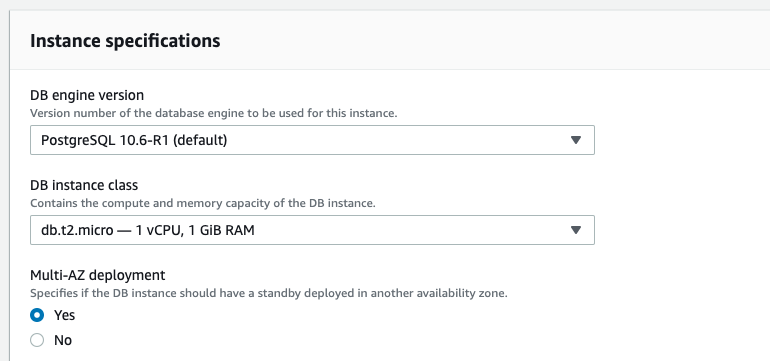 Instance specifications
DB engine version
Version number of the database engine to be used for this instance.
PostgreSQL 10.6-R1 (default)
DB instance class
Contains the compute and memory capacity of the DB instance.
db.t2.micro — 1 vCPU, 1 GiB RAM
Multi-AZ deployment
Specifies if the DB instance should have a standby deployed in another availability zone.
Yes
No